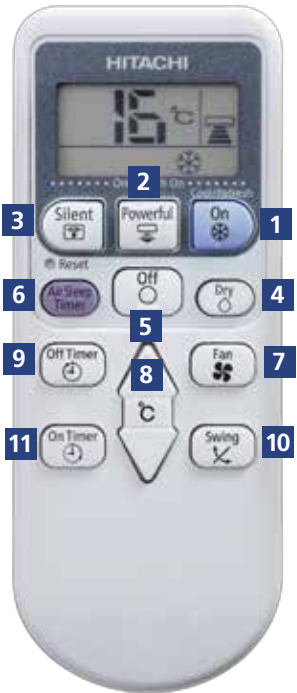 HITACHI
16 °C
2
3 Silent Powerful On 1
Reset
6 Air Sleep Timer Off Dry 4
5
9 Off Timer 8 Fan 7
°C
11 On Timer Swing 10